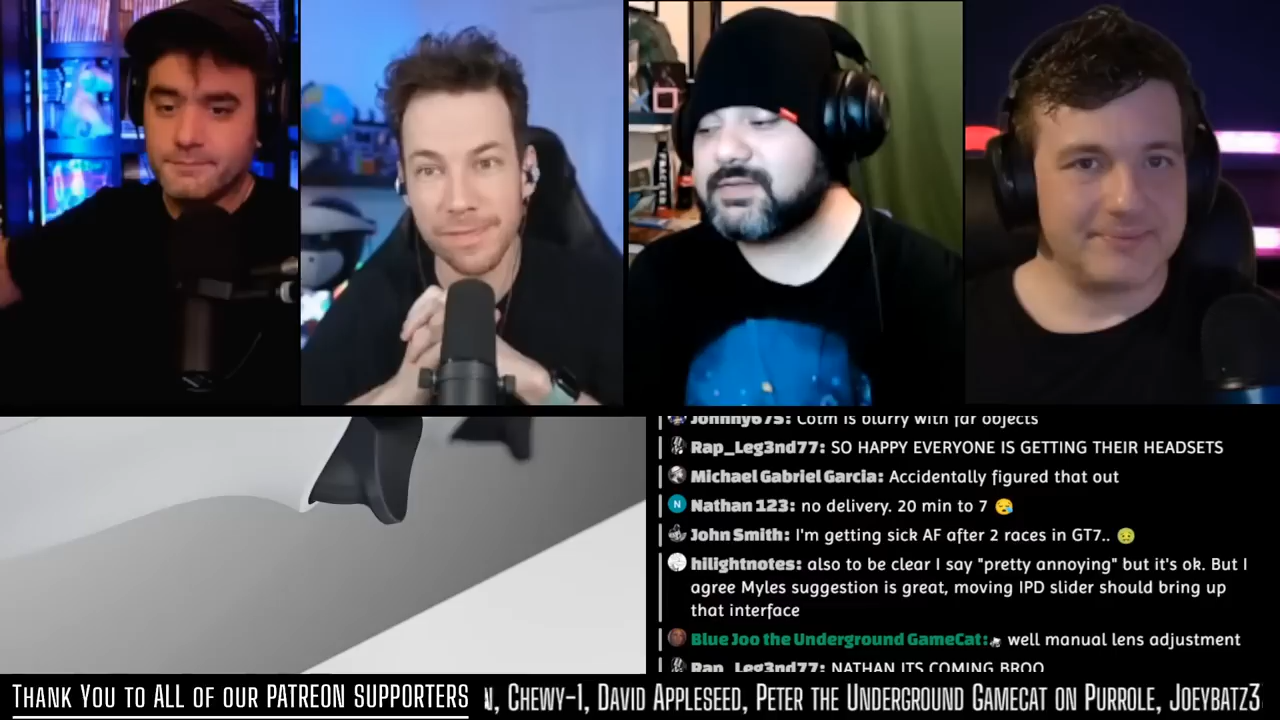 Johnny675: Cotm is blurry with far objects
Rap_Leg3nd77: SO HAPPY EVERYONE IS GETTING THEIR HEADSETS
Michael Gabriel Garcia: Accidentally figured that out
N Nathan 123: no delivery. 20 min to 7 😪
John Smith: I'm getting sick AF after 2 races in GT7.. 🤢
hilightnotes: also to be clear I say "pretty annoying" but it's ok. But I
agree Myles suggestion is great, moving IPD slider should bring up
that interface
Blue Joo the Underground GameCat: well manual lens adjustment
Rap_Leg3nd77: NATHAN ITS COMING BROO
THANK YOU TO ALL OF OUR PATREON SUPPORTERS
, CHEWY-1, DAVID APPLESEED, PETER THE UNDERGROUND GAMECAT ON PURROLE, JOEYBATZ3